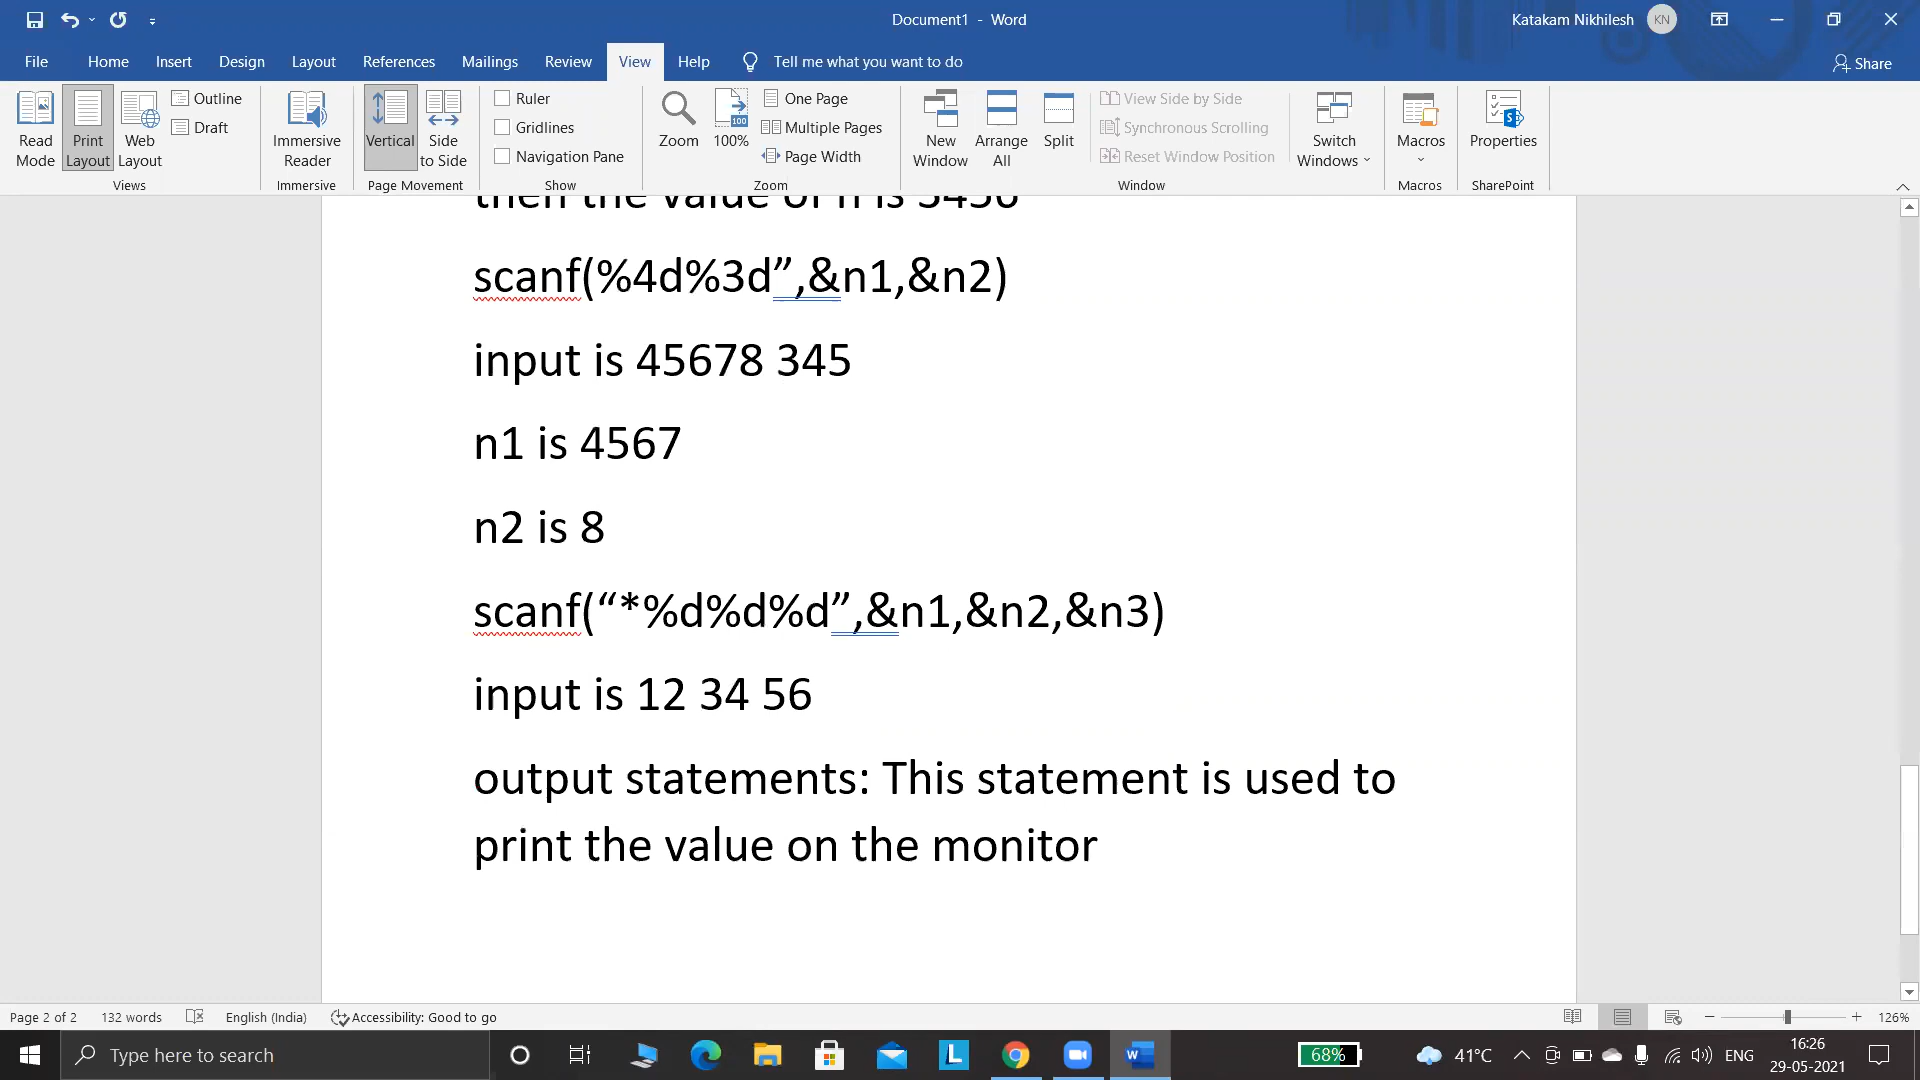 Document1 - Word
Katakam Nikhilesh
KN
File Home Insert Design Layout References Mailings Review View Help Tell me what you want to do
Share
Read Mode
Print Layout
Web Layout
Outline
Draft
Views
Immersive Reader
Immersive
Vertical
Side to Side
Page Movement
Ruler
Gridlines
Navigation Pane
Show
Zoom
100
100%
One Page
Multiple Pages
Page Width
Zoom
New Window
Arrange All
Split
View Side by Side
Synchronous Scrolling
Reset Window Position
Switch Windows
Window
Macros
Macros
S
Properties
SharePoint
then the value of n is 3456
scanf(%4d%3d”,&n1,&n2)
input is 45678 345
n1 is 4567
n2 is 8
scanf(“*%d%d%d”,&n1,&n2,&n3)
input is 12 34 56
output statements: This statement is used to
print the value on the monitor
Page 2 of 2 132 words English (India) Accessibility: Good to go
126%
Type here to search
L
W
68%
41°C
ENG
16:26
29-05-2021